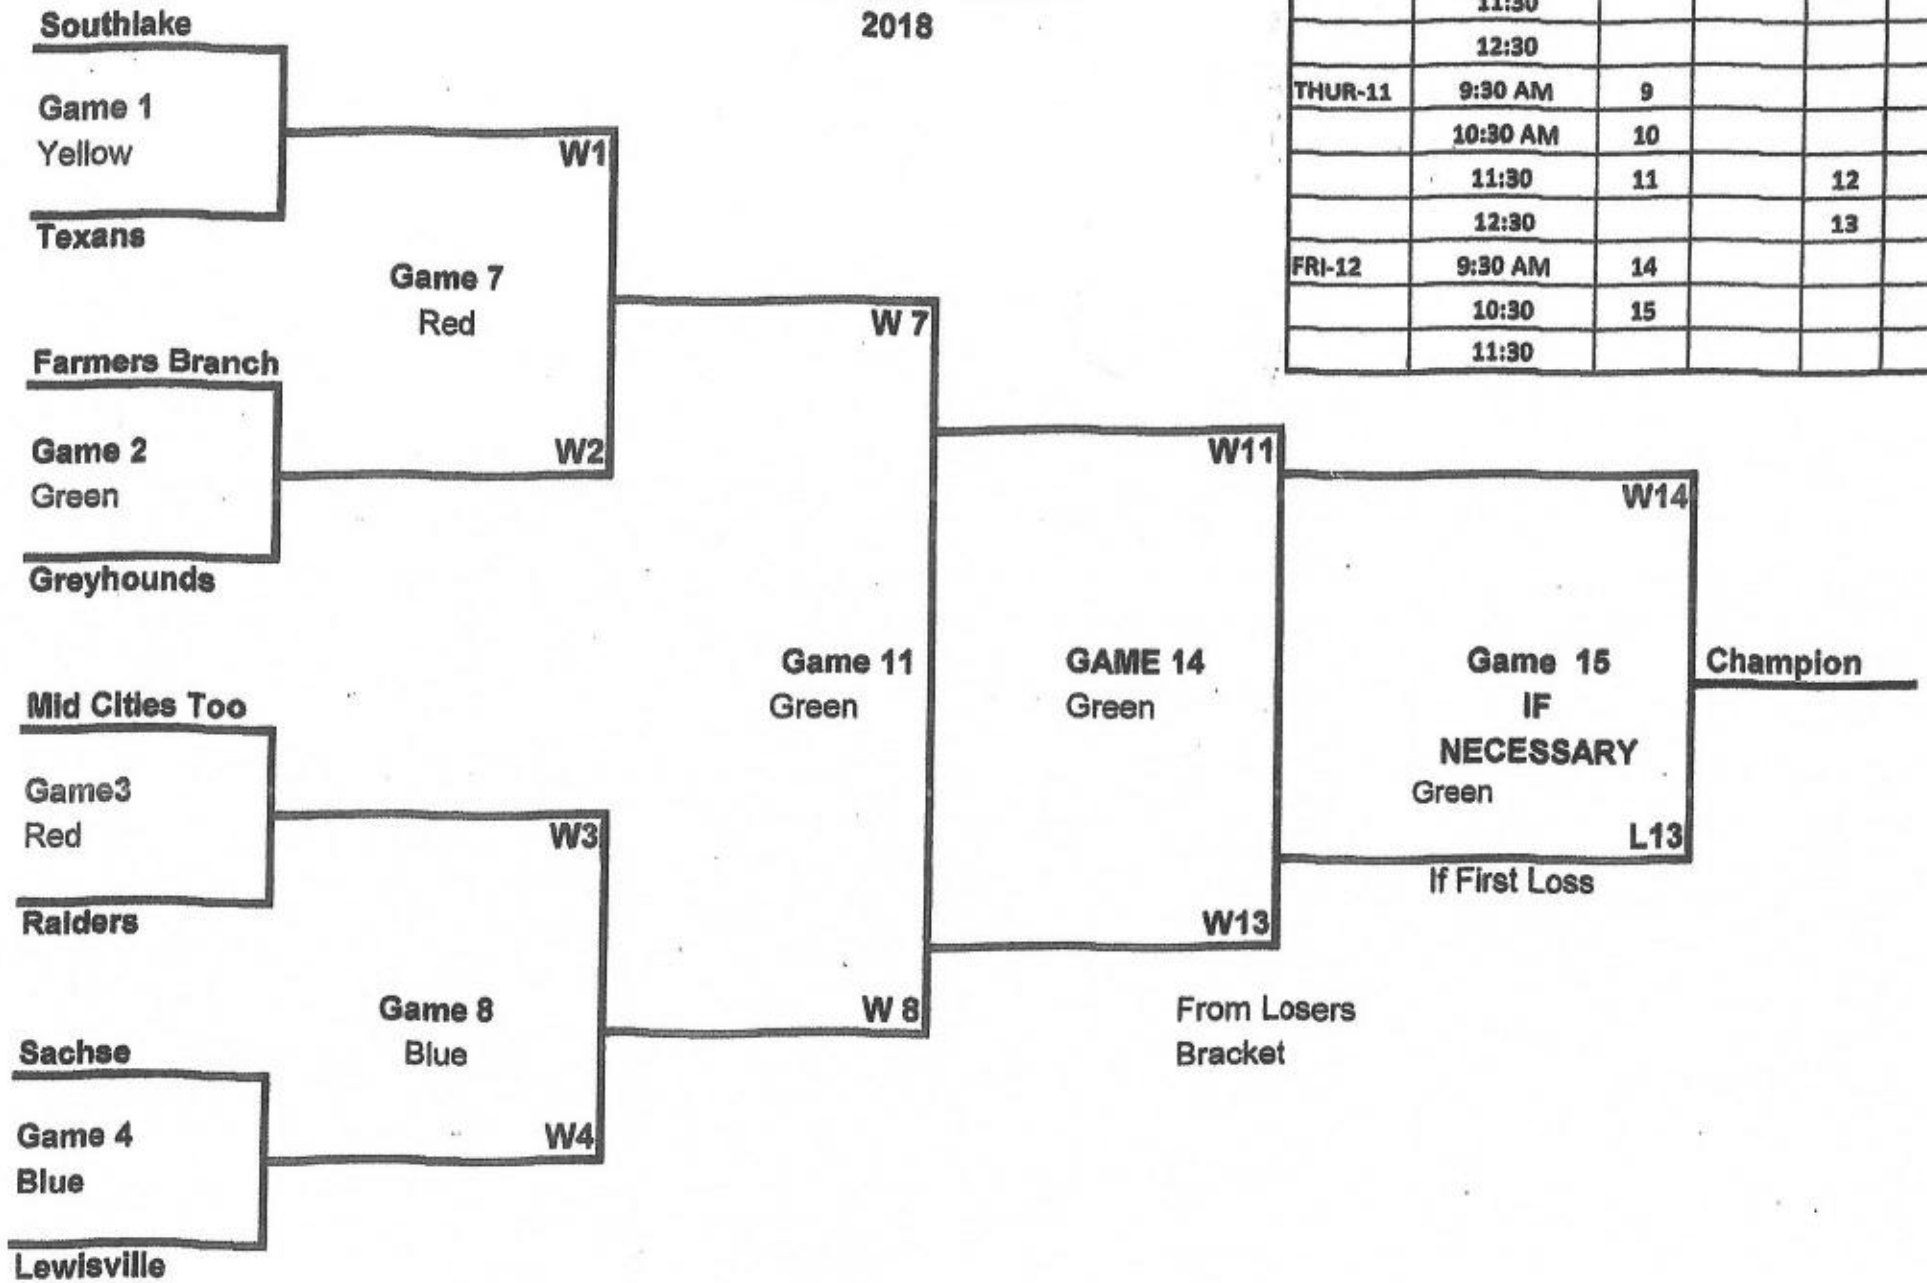 Southlake
2018
Game 1
Yellow
W1
Texans
Game 7
Red
W 7
Farmers Branch
W2
Game 2
Green
Greyhounds
W11
W14
Game 11
Green
GAME 14
Green
Game 15
IF
NECESSARY
Green
Champion
L13
If First Loss
Mid Cities Too
Game3
Red
W3
Raiders
W13
Game 8
Blue
W 8
From Losers
Bracket
Sachse
W4
Game 4
Blue
Lewisville
11:30
12:30
THUR-11 9:30 AM 9
10:30 AM 10
11:30 11 12
12:30 13
FRI-12 9:30 AM 14
10:30 15
11:30